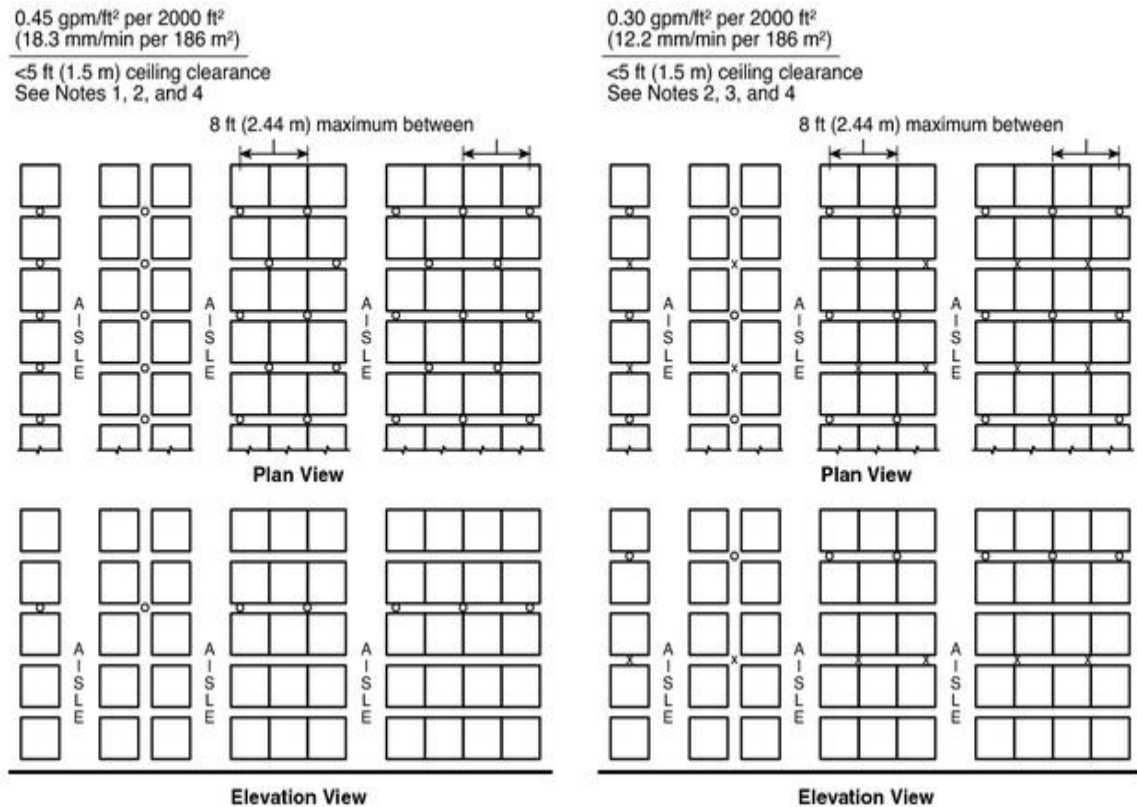 0.45 gpm/ft² per 2000 ft²
(18.3 mm/min per 186 m²)
<5 ft (1.5 m) ceiling clearance
See Notes 1, 2, and 4
8 ft (2.44 m) maximum between
AISLE
AISLE
AISLE
Plan View
AISLE
AISLE
AISLE
Elevation View
0.30 gpm/ft² per 2000 ft²
(12.2 mm/min per 186 m²)
<5 ft (1.5 m) ceiling clearance
See Notes 2, 3, and 4
8 ft (2.44 m) maximum between
x x x x x x
AISLE
AISLE
AISLE
x x x x x x
Plan View
x x x x x x
AISLE
AISLE
AISLE
Elevation View